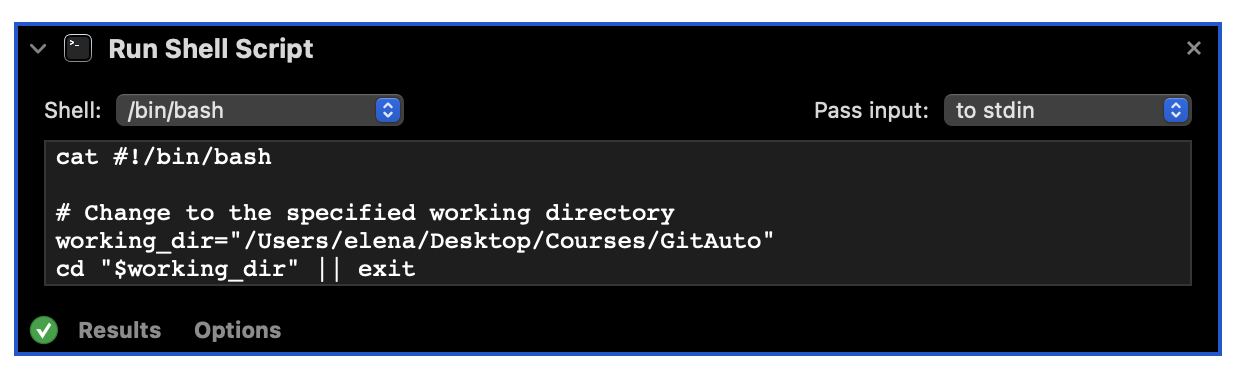 Run Shell Script
Shell: /bin/bash Pass input: to stdin
cat #!/bin/bash
# Change to the specified working directory
working_dir="/Users/elena/Desktop/Courses/GitAuto"
cd "$working_dir" || exit
Results Options